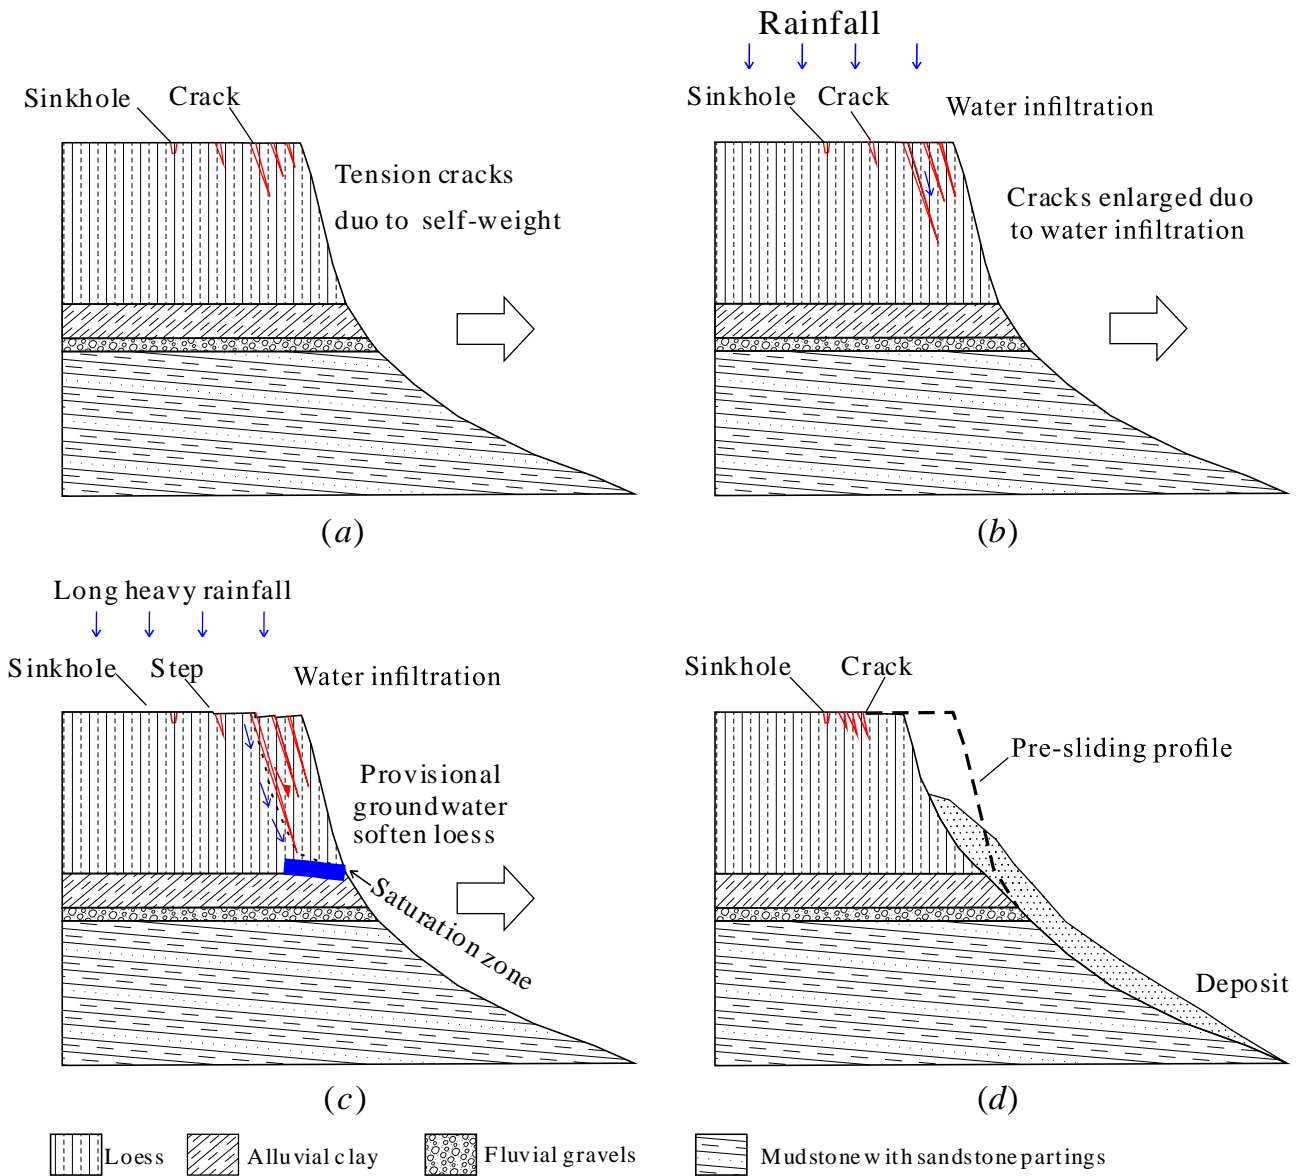 Rainfall
Sinkhole Crack
Tension cracks
duo to self-weight
(a)
Sinkhole Crack
Water infiltration
Cracks enlarged duo
to water infiltration
(b)
Long heavy rainfall
Sinkhole Step
Water infiltration
Provisional
groundwater
soften loess
Saturation zone
(c)
Sinkhole Crack
Pre-sliding profile
Deposit
(d)
Loess
Alluvial clay
Fluvial gravels
Mudstone with sandstone partings